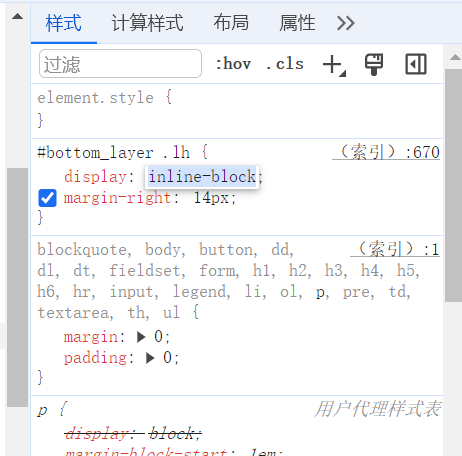 样式 计算样式 布局 属性
过滤 :hov .cls
element.style {
}
#bottom_layer .lh { （索引）:670
display: inline-block;
margin-right: 14px;
}
blockquote, body, button, dd, （索引）:1
dl, dt, fieldset, form, h1, h2, h3, h4, h5,
h6, hr, input, legend, li, ol, p, pre, td,
textarea, th, ul {
margin: 0;
padding: 0;
}
p { 用户代理样式表
display: block;
margin-block-start: 1em;